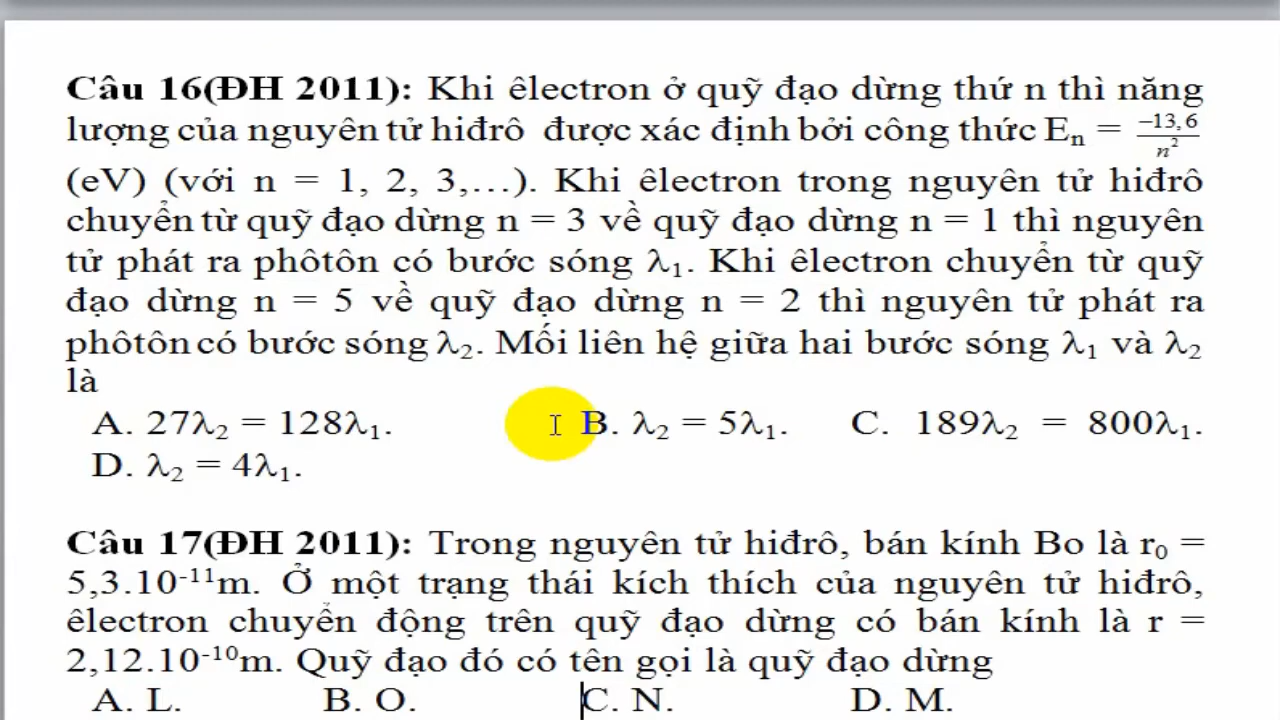 Câu 16(ĐH 2011): Khi êlectron ở quỹ đạo dừng thứ n thì năng
lượng của nguyên tử hiđrô được xác định bởi công thức Eₙ = −13,6/n²
(eV) (với n = 1, 2, 3,…). Khi êlectron trong nguyên tử hiđrô
chuyển từ quỹ đạo dừng n = 3 về quỹ đạo dừng n = 1 thì nguyên
tử phát ra phôtôn có bước sóng λ₁. Khi êlectron chuyển từ quỹ
đạo dừng n = 5 về quỹ đạo dừng n = 2 thì nguyên tử phát ra
phôtôn có bước sóng λ₂. Mối liên hệ giữa hai bước sóng λ₁ và λ₂
là
A. 27λ₂ = 128λ₁. B. λ₂ = 5λ₁. C. 189λ₂ = 800λ₁.
D. λ₂ = 4λ₁.
Câu 17(ĐH 2011): Trong nguyên tử hiđrô, bán kính Bo là r₀ =
5,3.10⁻¹¹m. Ở một trạng thái kích thích của nguyên tử hiđrô,
êlectron chuyển động trên quỹ đạo dừng có bán kính là r =
2,12.10⁻¹⁰m. Quỹ đạo đó có tên gọi là quỹ đạo dừng
A. L. B. O. C. N. D. M.